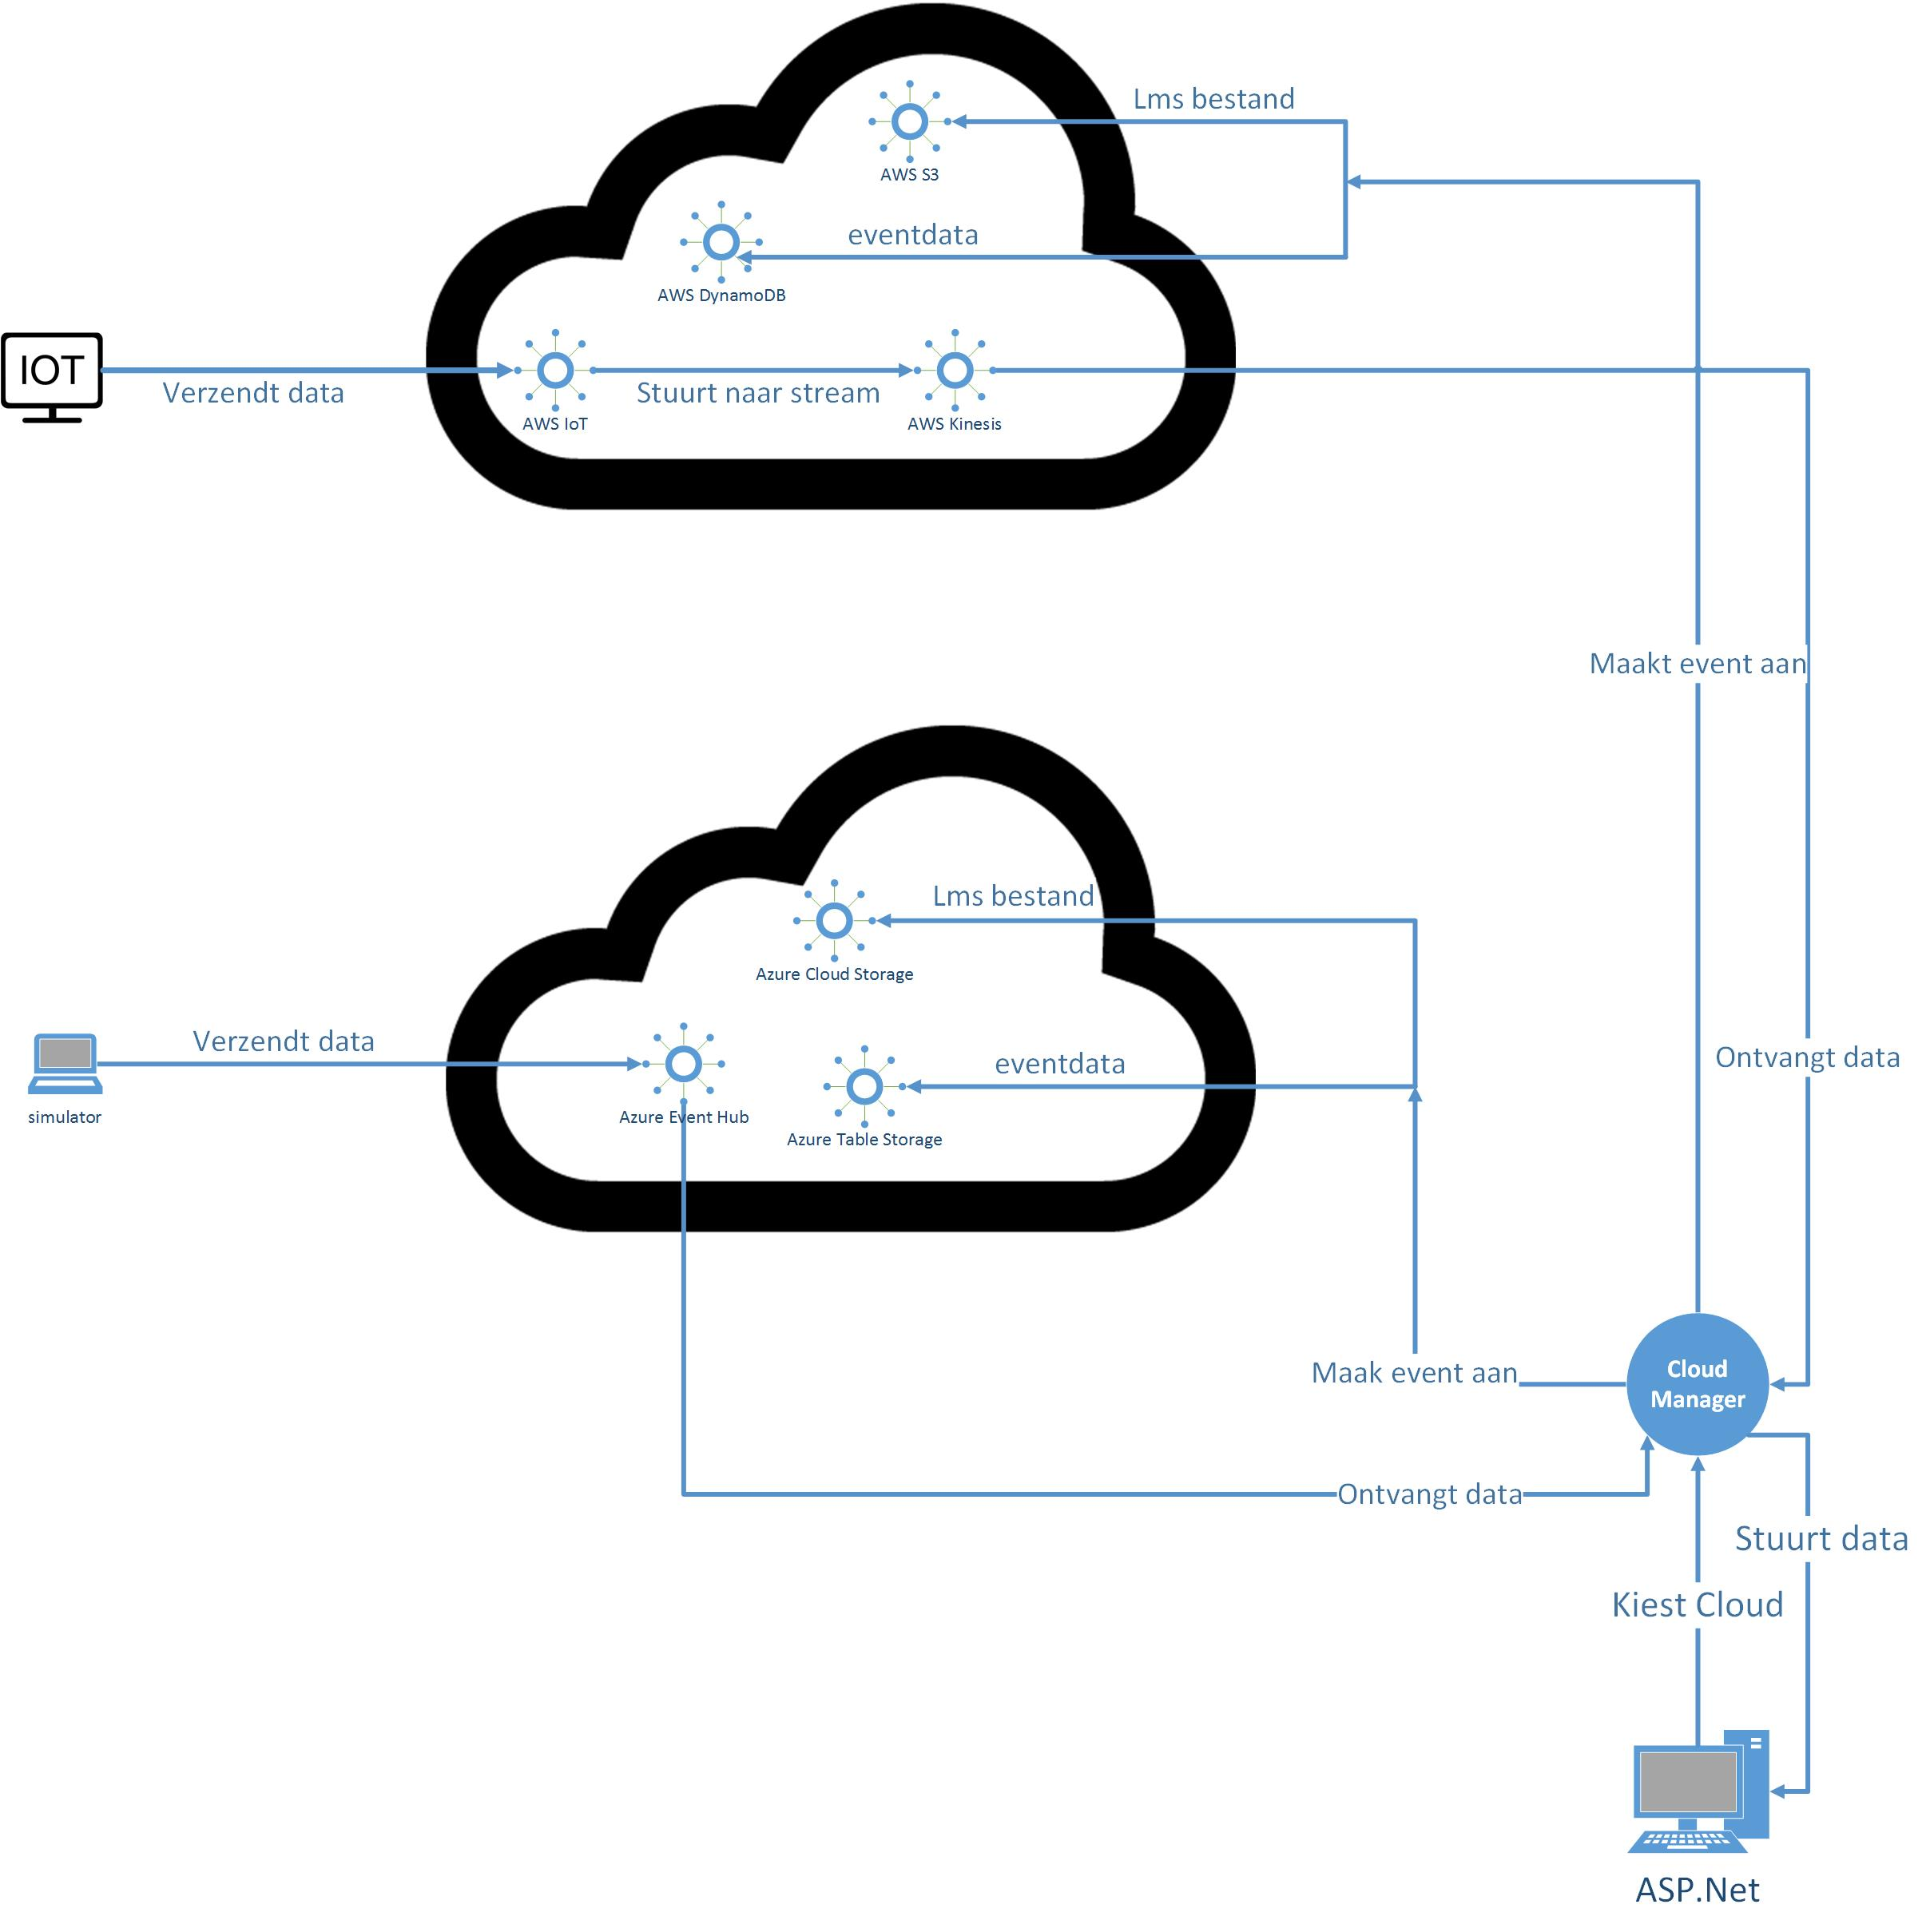 Lms bestand
AWS S3
eventdata
AWS DynamoDB
IOT
Verzendt data
Stuurt naar stream
AWS IoT
AWS Kinesis
Maakt event aan
Lms bestand
Azure Cloud Storage
Verzendt data
eventdata
Ontvangt data
simulator
Azure Event Hub
Azure Table Storage
Maak event aan
Cloud
Manager
Ontvangt data
Stuurt data
Kiest Cloud
ASP.Net